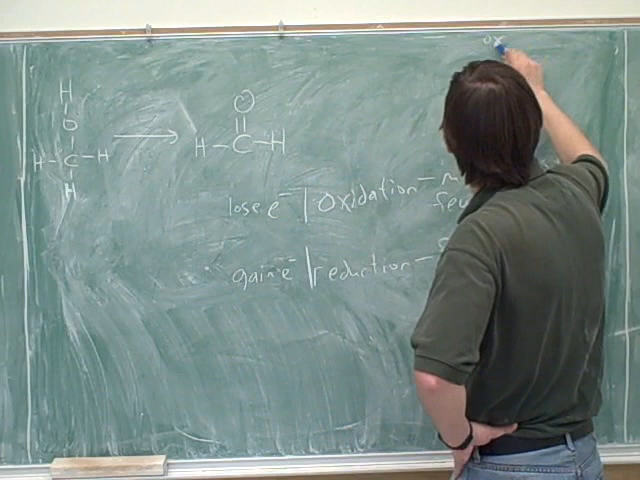 ox
H
O
H-C-H
H
O
H-C-H
lose e⁻ | Oxidation -
gain e⁻ | reduction -